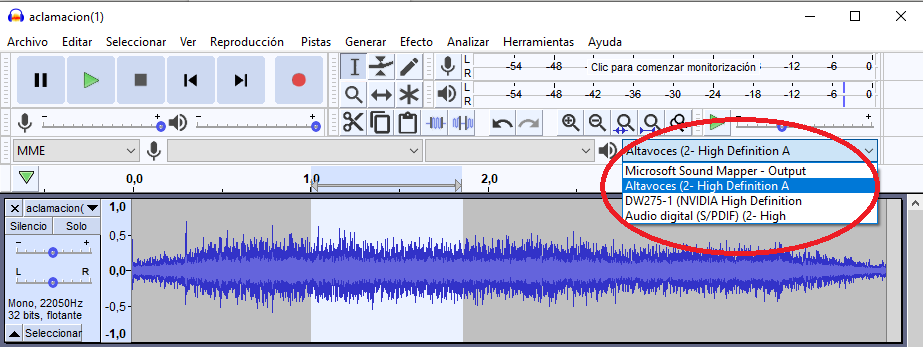 aclamacion(1)
Archivo Editar Seleccionar Ver Reproducción Pistas Generar Efecto Analizar Herramientas Ayuda
L
R
-54 -48 Clic para comenzar monitorización -12 -6 0
L
R
-54 -48 -42 -36 -30 -24 -18 -12 -6 0
- +
- +
- +
MME
Altavoces (2- High Definition A
Microsoft Sound Mapper - Output
Altavoces (2- High Definition A
DW275-1 (NVIDIA High Definition
Audio digital (S/PDIF) (2- High
0,0 1,0 2,0
aclamacion(
Silencio Solo
- +
L R
Mono, 22050Hz
32 bits, flotante
Seleccionar
1,0
0,5
0,0-
-0,5
-1,0